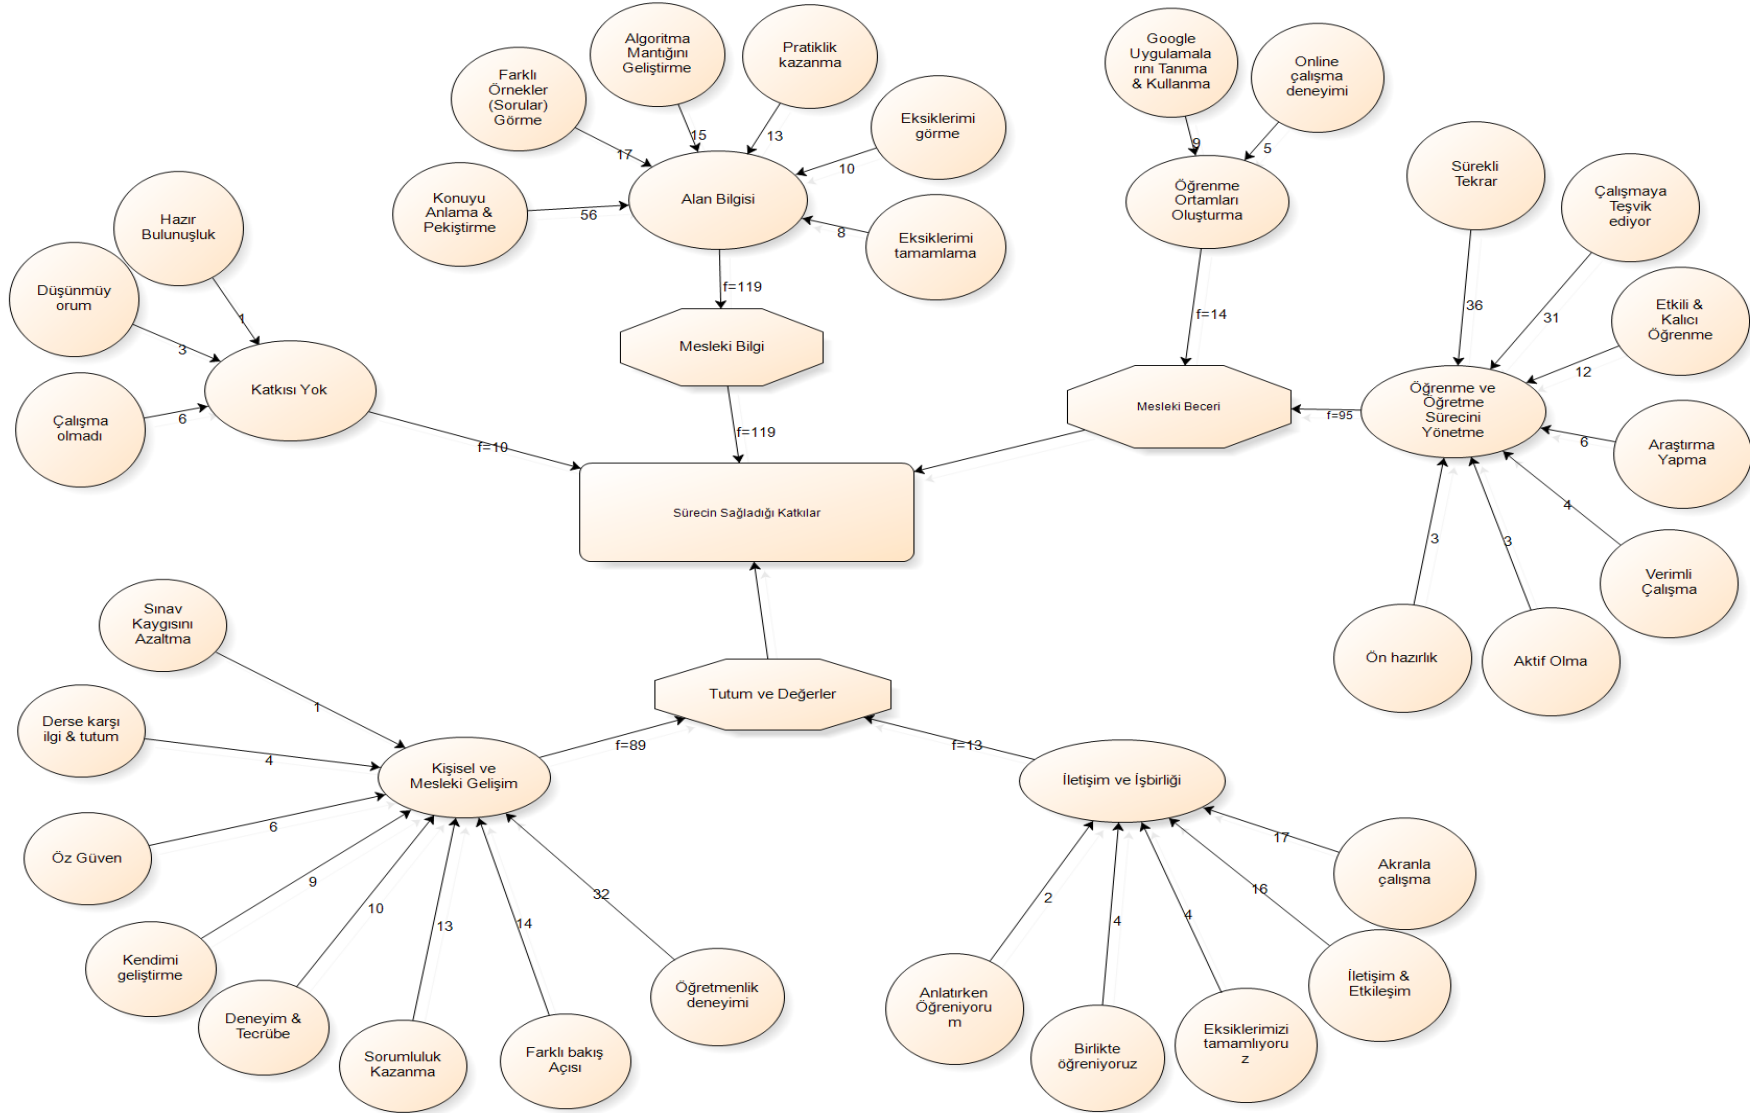 Algoritma
Mantığını
Geliştirme
Pratiklik
kazanma
Google
Uygulamala
rını Tanıma
& Kullanma
Online
çalışma
deneyimi
Farklı
Örnekler
(Sorular)
Görme
Eksiklerimi
görme
15
13
17
10
9
5
Sürekli
Tekrar
Konuyu
Anlama &
Pekiştirme
56
Alan Bilgisi
8
Eksiklerimi
tamamlama
Öğrenme
Ortamları
Oluşturma
Çalışmaya
Teşvik
ediyor
Hazır
Bulunuşluk
Düşünmüy
orum
1
3
f=119
f=14
36
31
Etkili &
Kalıcı
Öğrenme
Mesleki Bilgi
12
Katkısı Yok
Mesleki Beceri
f=95
Öğrenme ve
Öğretme
Sürecini
Yönetme
Çalışma
olmadı
6
f=10
f=119
6
Araştırma
Yapma
Sürecin Sağladığı Katkılar
4
3
3
Verimli
Çalışma
Ön hazırlık
Aktif Olma
Sınav
Kaygısını
Azaltma
1
Tutum ve Değerler
Derse karşı
ilgi & tutum
4
f=89
f=13
Kişisel ve
Mesleki Gelişim
İletişim ve İşbirliği
6
Öz Güven
17
Akranla
çalışma
9
10
13
14
32
2
4
4
16
Kendimi
geliştirme
Öğretmenlik
deneyimi
İletişim &
Etkileşim
Deneyim &
Tecrübe
Anlatırken
Öğreniyoru
m
Sorumluluk
Kazanma
Farklı bakış
Açısı
Birlikte
öğreniyoruz
Eksiklerimizi
tamamlıyoru
z